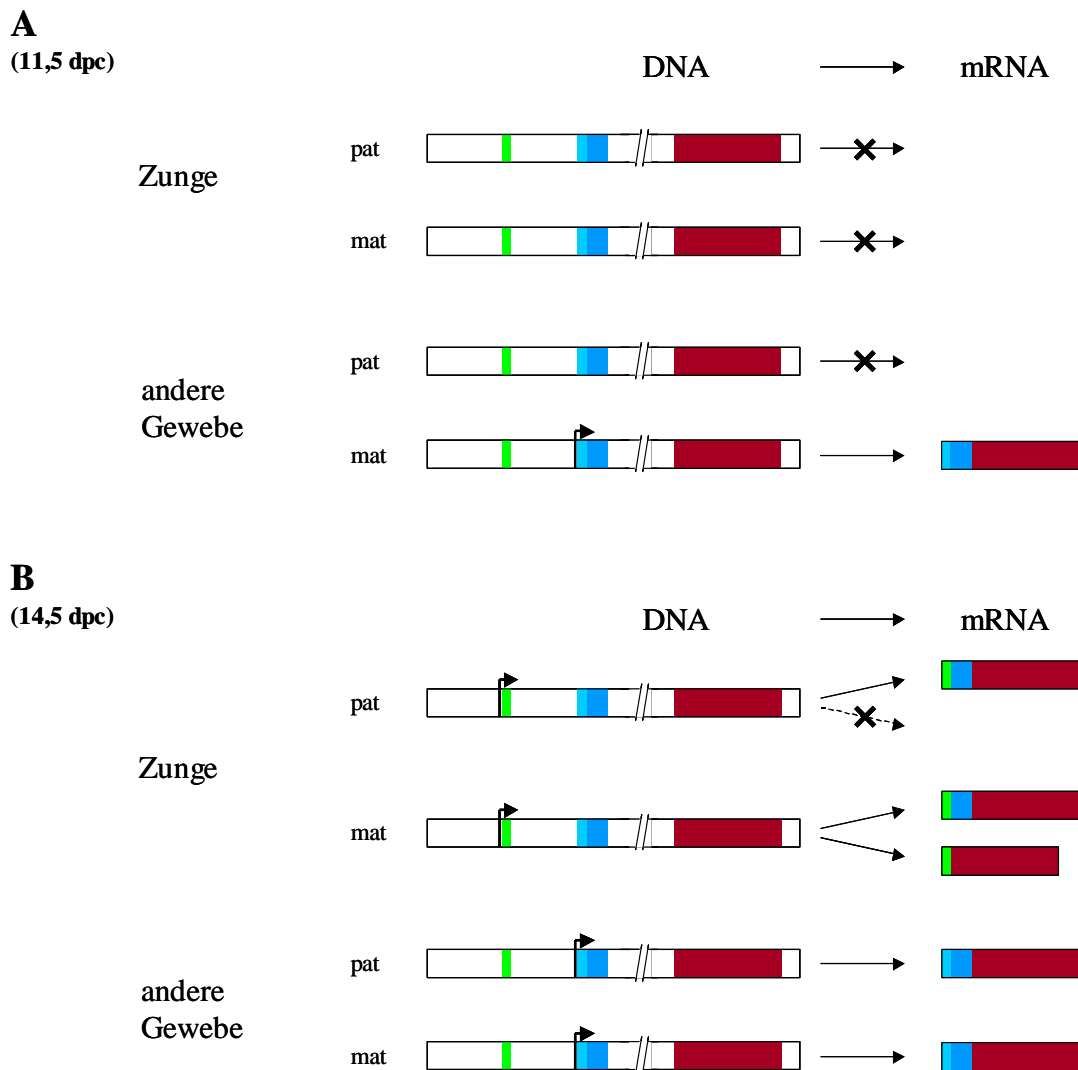 A
(11,5 dpc)
DNA mRNA
pat
Zunge
mat
pat
andere
Gewebe
mat
B
(14,5 dpc)
DNA mRNA
pat
Zunge
mat
pat
andere
Gewebe
mat